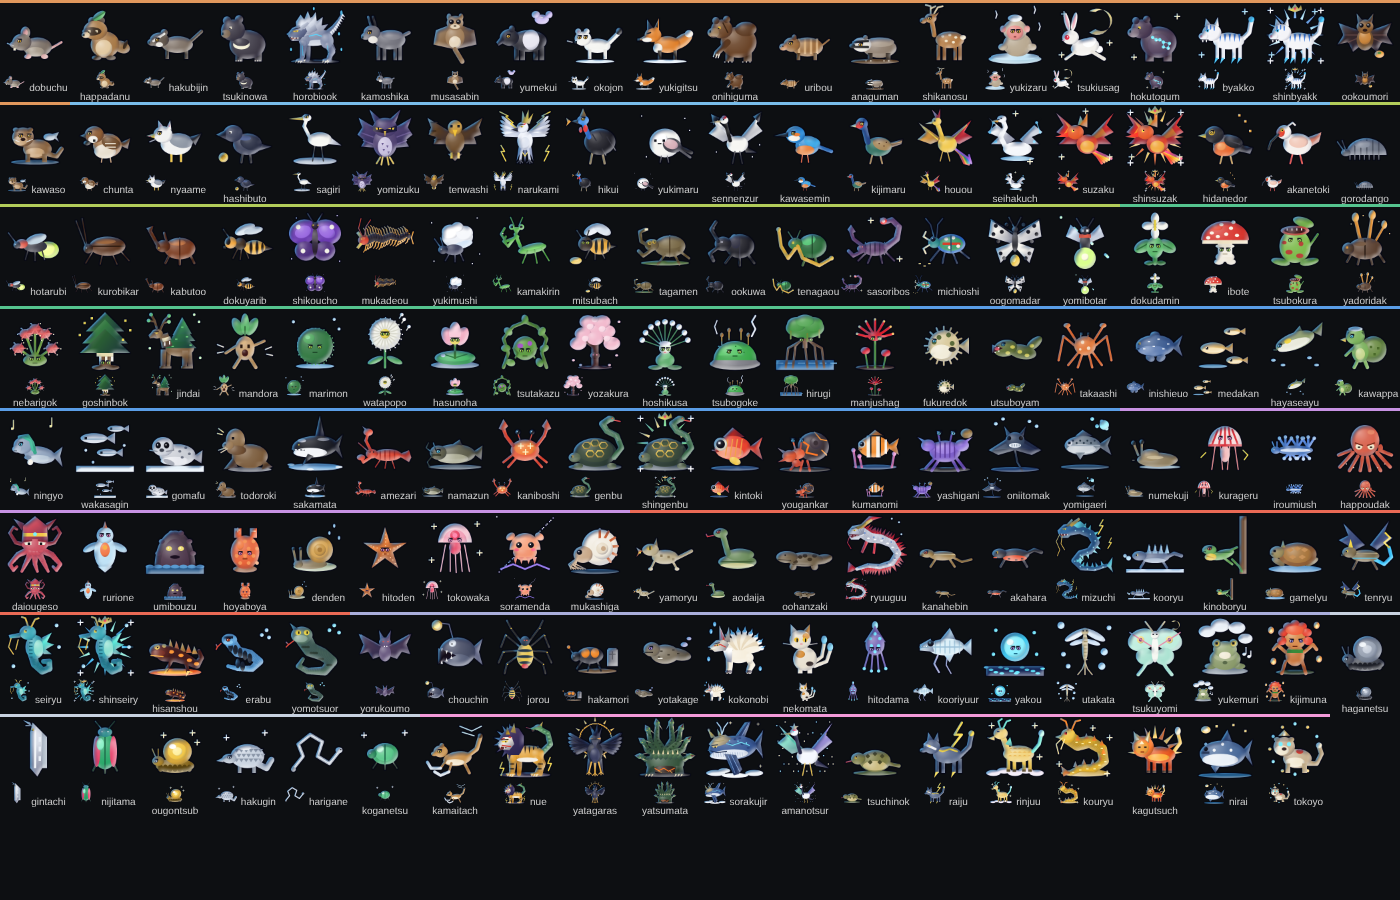 dobuchu happadanu hakubijin tsukinowa horobiook kamoshika musasabin yumekui okojon yukigitsu onihiguma uribou anaguman shikanosu yukizaru tsukiusag hokutogum byakko shinbyakk ookoumori
kawaso chunta nyaame hashibuto sagiri yomizuku tenwashi narukami hikui yukimaru sennenzur kawasemin kijimaru houou seihakuch suzaku shinsuzak hidanedor akanetoki gorodango
hotarubi kurobikar kabutoo dokuyarib shikoucho mukadeou yukimushi kamakirin mitsubach tagamen ookuwa tenagaou sasoribos michioshi oogomadar yomibotar dokudamin ibote tsubokura yadoridak
nebarigok goshinbok jindai mandora marimon watapopo hasunoha tsutakazu yozakura hoshikusa tsubogoke hirugi manjushag fukuredok utsuboyam takaashi inishieuo medakan hayaseayu kawappa
ningyo wakasagin gomafu todoroki sakamata amezari namazun kaniboshi genbu shingenbu kintoki yougankar kumanomi yashigani oniitomak yomigaeri numekuji kurageru iroumiush happoudak
daiougeso rurione umibouzu hoyaboya denden hitoden tokowaka soramenda mukashiga yamoryu aodaija oohanzaki ryuuguu kanahebin akahara mizuchi kooryu kinoboryu gamelyu tenryu
seiryu shinseiry hisanshou erabu yomotsuor yorukoumo chouchin jorou hakamori yotakage kokonobi nekomata hitodama kooriyuur yakou utakata tsukuyomi yukemuri kijimuna haganetsu
gintachi nijitama ougontsub hakugin harigane koganetsu kamaitach nue yatagaras yatsumata sorakujir amanotsur tsuchinok raiju rinjuu kouryu kagutsuch nirai tokoyo